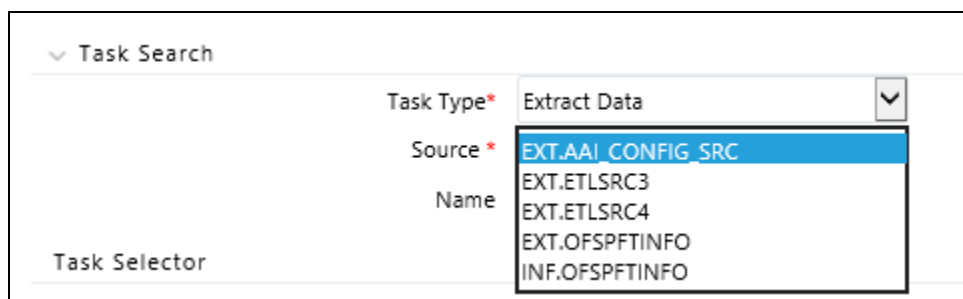 Task Search
Task Type* Extract Data
Source * EXT.AAI_CONFIG_SRC
EXT.ETLSRC3
Name
EXT.ETLSRC4
EXT.OFSPFTINFO
Task Selector
INF.OFSPFTINFO